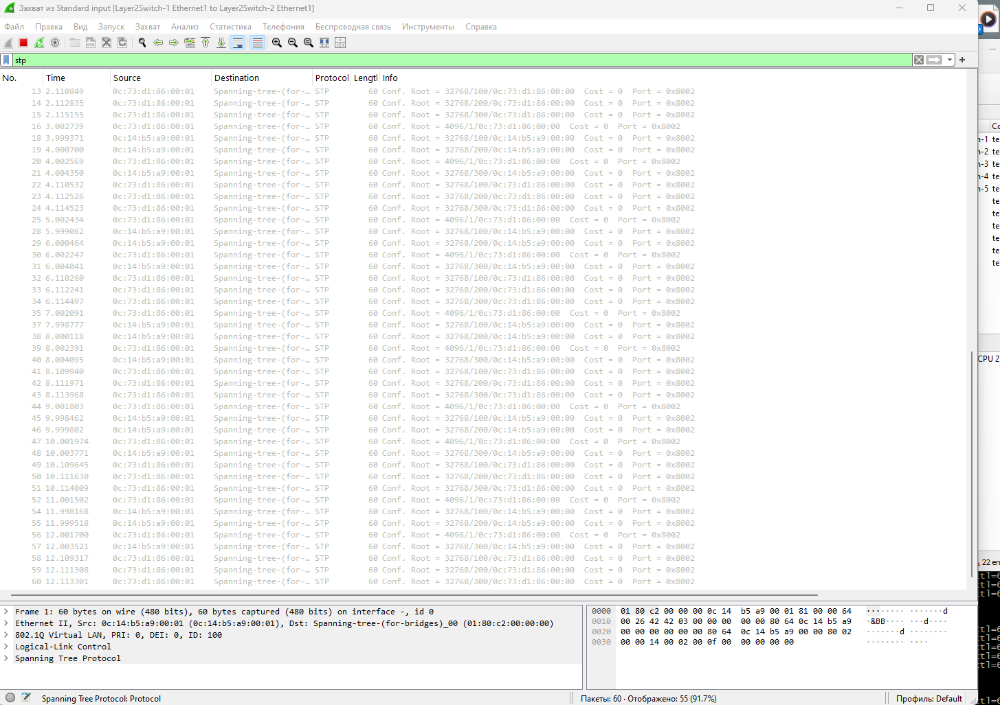 Захват из Standard input [Layer2Switch-1 Ethernet1 to Layer2Switch-2 Ethernet1]
Файл Правка Вид Запуск Захват Анализ Статистика Телефония Беспроводная связь Инструменты Справка
stp
No. Time Source Destination Protocol Lengtl Info
13 2.110849 0c:73:d1:86:00:01 Spanning-tree-(for-… STP 60 Conf. Root = 32768/100/0c:73:d1:86:00:00 Cost = 0 Port = 0x8002
14 2.112835 0c:73:d1:86:00:01 Spanning-tree-(for-… STP 60 Conf. Root = 32768/200/0c:73:d1:86:00:00 Cost = 0 Port = 0x8002
15 2.115155 0c:73:d1:86:00:01 Spanning-tree-(for-… STP 60 Conf. Root = 32768/300/0c:73:d1:86:00:00 Cost = 0 Port = 0x8002
16 3.002739 0c:73:d1:86:00:01 Spanning-tree-(for-… STP 60 Conf. Root = 4096/1/0c:73:d1:86:00:00 Cost = 0 Port = 0x8002
18 3.999371 0c:14:b5:a9:00:01 Spanning-tree-(for-… STP 60 Conf. Root = 32768/100/0c:14:b5:a9:00:00 Cost = 0 Port = 0x8002
19 4.000700 0c:14:b5:a9:00:01 Spanning-tree-(for-… STP 60 Conf. Root = 32768/200/0c:14:b5:a9:00:00 Cost = 0 Port = 0x8002
20 4.002569 0c:73:d1:86:00:01 Spanning-tree-(for-… STP 60 Conf. Root = 4096/1/0c:73:d1:86:00:00 Cost = 0 Port = 0x8002
21 4.004350 0c:14:b5:a9:00:01 Spanning-tree-(for-… STP 60 Conf. Root = 32768/300/0c:14:b5:a9:00:00 Cost = 0 Port = 0x8002
22 4.110532 0c:73:d1:86:00:01 Spanning-tree-(for-… STP 60 Conf. Root = 32768/100/0c:73:d1:86:00:00 Cost = 0 Port = 0x8002
23 4.112526 0c:73:d1:86:00:01 Spanning-tree-(for-… STP 60 Conf. Root = 32768/200/0c:73:d1:86:00:00 Cost = 0 Port = 0x8002
24 4.114523 0c:73:d1:86:00:01 Spanning-tree-(for-… STP 60 Conf. Root = 32768/300/0c:73:d1:86:00:00 Cost = 0 Port = 0x8002
25 5.002434 0c:73:d1:86:00:01 Spanning-tree-(for-… STP 60 Conf. Root = 4096/1/0c:73:d1:86:00:00 Cost = 0 Port = 0x8002
28 5.999062 0c:14:b5:a9:00:01 Spanning-tree-(for-… STP 60 Conf. Root = 32768/100/0c:14:b5:a9:00:00 Cost = 0 Port = 0x8002
29 6.000464 0c:14:b5:a9:00:01 Spanning-tree-(for-… STP 60 Conf. Root = 32768/200/0c:14:b5:a9:00:00 Cost = 0 Port = 0x8002
30 6.002247 0c:73:d1:86:00:01 Spanning-tree-(for-… STP 60 Conf. Root = 4096/1/0c:73:d1:86:00:00 Cost = 0 Port = 0x8002
31 6.004041 0c:14:b5:a9:00:01 Spanning-tree-(for-… STP 60 Conf. Root = 32768/300/0c:14:b5:a9:00:00 Cost = 0 Port = 0x8002
32 6.110260 0c:73:d1:86:00:01 Spanning-tree-(for-… STP 60 Conf. Root = 32768/100/0c:73:d1:86:00:00 Cost = 0 Port = 0x8002
33 6.112241 0c:73:d1:86:00:01 Spanning-tree-(for-… STP 60 Conf. Root = 32768/200/0c:73:d1:86:00:00 Cost = 0 Port = 0x8002
34 6.114497 0c:73:d1:86:00:01 Spanning-tree-(for-… STP 60 Conf. Root = 32768/300/0c:73:d1:86:00:00 Cost = 0 Port = 0x8002
35 7.002091 0c:73:d1:86:00:01 Spanning-tree-(for-… STP 60 Conf. Root = 4096/1/0c:73:d1:86:00:00 Cost = 0 Port = 0x8002
37 7.998777 0c:14:b5:a9:00:01 Spanning-tree-(for-… STP 60 Conf. Root = 32768/100/0c:14:b5:a9:00:00 Cost = 0 Port = 0x8002
38 8.000118 0c:14:b5:a9:00:01 Spanning-tree-(for-… STP 60 Conf. Root = 32768/200/0c:14:b5:a9:00:00 Cost = 0 Port = 0x8002
39 8.002391 0c:73:d1:86:00:01 Spanning-tree-(for-… STP 60 Conf. Root = 4096/1/0c:73:d1:86:00:00 Cost = 0 Port = 0x8002
40 8.004095 0c:14:b5:a9:00:01 Spanning-tree-(for-… STP 60 Conf. Root = 32768/300/0c:14:b5:a9:00:00 Cost = 0 Port = 0x8002
41 8.109940 0c:73:d1:86:00:01 Spanning-tree-(for-… STP 60 Conf. Root = 32768/100/0c:73:d1:86:00:00 Cost = 0 Port = 0x8002
42 8.111971 0c:73:d1:86:00:01 Spanning-tree-(for-… STP 60 Conf. Root = 32768/200/0c:73:d1:86:00:00 Cost = 0 Port = 0x8002
43 8.113968 0c:73:d1:86:00:01 Spanning-tree-(for-… STP 60 Conf. Root = 32768/300/0c:73:d1:86:00:00 Cost = 0 Port = 0x8002
44 9.001803 0c:73:d1:86:00:01 Spanning-tree-(for-… STP 60 Conf. Root = 4096/1/0c:73:d1:86:00:00 Cost = 0 Port = 0x8002
45 9.998462 0c:14:b5:a9:00:01 Spanning-tree-(for-… STP 60 Conf. Root = 32768/100/0c:14:b5:a9:00:00 Cost = 0 Port = 0x8002
46 9.999802 0c:14:b5:a9:00:01 Spanning-tree-(for-… STP 60 Conf. Root = 32768/200/0c:14:b5:a9:00:00 Cost = 0 Port = 0x8002
47 10.001974 0c:73:d1:86:00:01 Spanning-tree-(for-… STP 60 Conf. Root = 4096/1/0c:73:d1:86:00:00 Cost = 0 Port = 0x8002
48 10.003771 0c:14:b5:a9:00:01 Spanning-tree-(for-… STP 60 Conf. Root = 32768/300/0c:14:b5:a9:00:00 Cost = 0 Port = 0x8002
49 10.109645 0c:73:d1:86:00:01 Spanning-tree-(for-… STP 60 Conf. Root = 32768/100/0c:73:d1:86:00:00 Cost = 0 Port = 0x8002
50 10.111630 0c:73:d1:86:00:01 Spanning-tree-(for-… STP 60 Conf. Root = 32768/200/0c:73:d1:86:00:00 Cost = 0 Port = 0x8002
51 10.114009 0c:73:d1:86:00:01 Spanning-tree-(for-… STP 60 Conf. Root = 32768/300/0c:73:d1:86:00:00 Cost = 0 Port = 0x8002
52 11.001502 0c:73:d1:86:00:01 Spanning-tree-(for-… STP 60 Conf. Root = 4096/1/0c:73:d1:86:00:00 Cost = 0 Port = 0x8002
54 11.998168 0c:14:b5:a9:00:01 Spanning-tree-(for-… STP 60 Conf. Root = 32768/100/0c:14:b5:a9:00:00 Cost = 0 Port = 0x8002
55 11.999518 0c:14:b5:a9:00:01 Spanning-tree-(for-… STP 60 Conf. Root = 32768/200/0c:14:b5:a9:00:00 Cost = 0 Port = 0x8002
56 12.001700 0c:73:d1:86:00:01 Spanning-tree-(for-… STP 60 Conf. Root = 4096/1/0c:73:d1:86:00:00 Cost = 0 Port = 0x8002
57 12.003521 0c:14:b5:a9:00:01 Spanning-tree-(for-… STP 60 Conf. Root = 32768/300/0c:14:b5:a9:00:00 Cost = 0 Port = 0x8002
58 12.109317 0c:73:d1:86:00:01 Spanning-tree-(for-… STP 60 Conf. Root = 32768/100/0c:73:d1:86:00:00 Cost = 0 Port = 0x8002
59 12.111308 0c:73:d1:86:00:01 Spanning-tree-(for-… STP 60 Conf. Root = 32768/200/0c:73:d1:86:00:00 Cost = 0 Port = 0x8002
60 12.113301 0c:73:d1:86:00:01 Spanning-tree-(for-… STP 60 Conf. Root = 32768/300/0c:73:d1:86:00:00 Cost = 0 Port = 0x8002
Frame 1: 60 bytes on wire (480 bits), 60 bytes captured (480 bits) on interface -, id 0
Ethernet II, Src: 0c:14:b5:a9:00:01 (0c:14:b5:a9:00:01), Dst: Spanning-tree-(for-bridges)_00 (01:80:c2:00:00:00)
802.1Q Virtual LAN, PRI: 0, DEI: 0, ID: 100
Logical-Link Control
Spanning Tree Protocol
0000 01 80 c2 00 00 00 0c 14 b5 a9 00 01 81 00 00 64 ········ ·······d
0010 00 26 42 42 03 00 00 00 00 00 80 64 0c 14 b5 a9 ·&BB···· ···d····
0020 00 00 00 00 00 00 80 64 0c 14 b5 a9 00 00 80 02 ·······d ········
0030 00 00 14 00 02 00 0f 00 00 00 00 00 ········ ····
Spanning Tree Protocol: Protocol
Пакеты: 60 · Отображено: 55 (91.7%)
Профиль: Default
Cc
n-1 te
n-2 te
n-3 te
n-4 te
n-5 te
te
te
te
te
te
te
CPU 2
22 er